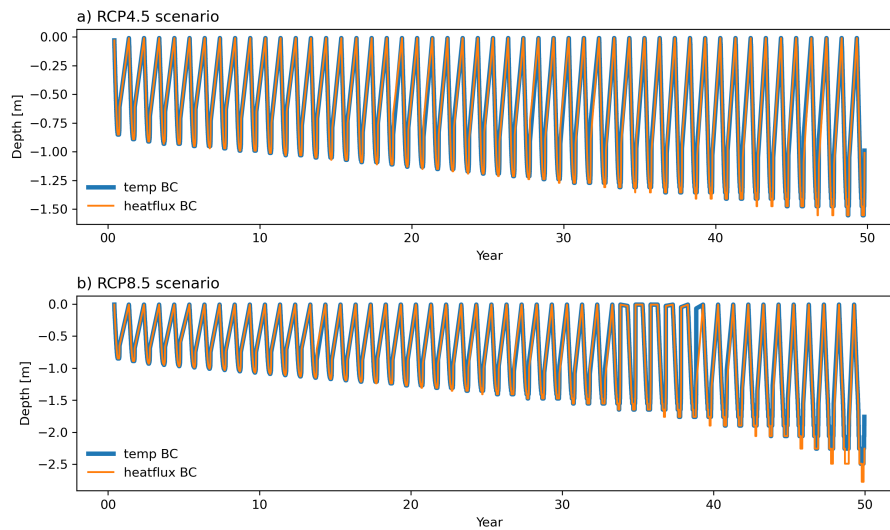 a) RCP4.5 scenario
0.00
−0.25
−0.50
−0.75
−1.00
−1.25
−1.50
Depth [m]
temp BC
heatflux BC
00 10 20 30 40 50
Year
b) RCP8.5 scenario
0.0
−0.5
−1.0
−1.5
−2.0
−2.5
Depth [m]
temp BC
heatflux BC
00 10 20 30 40 50
Year